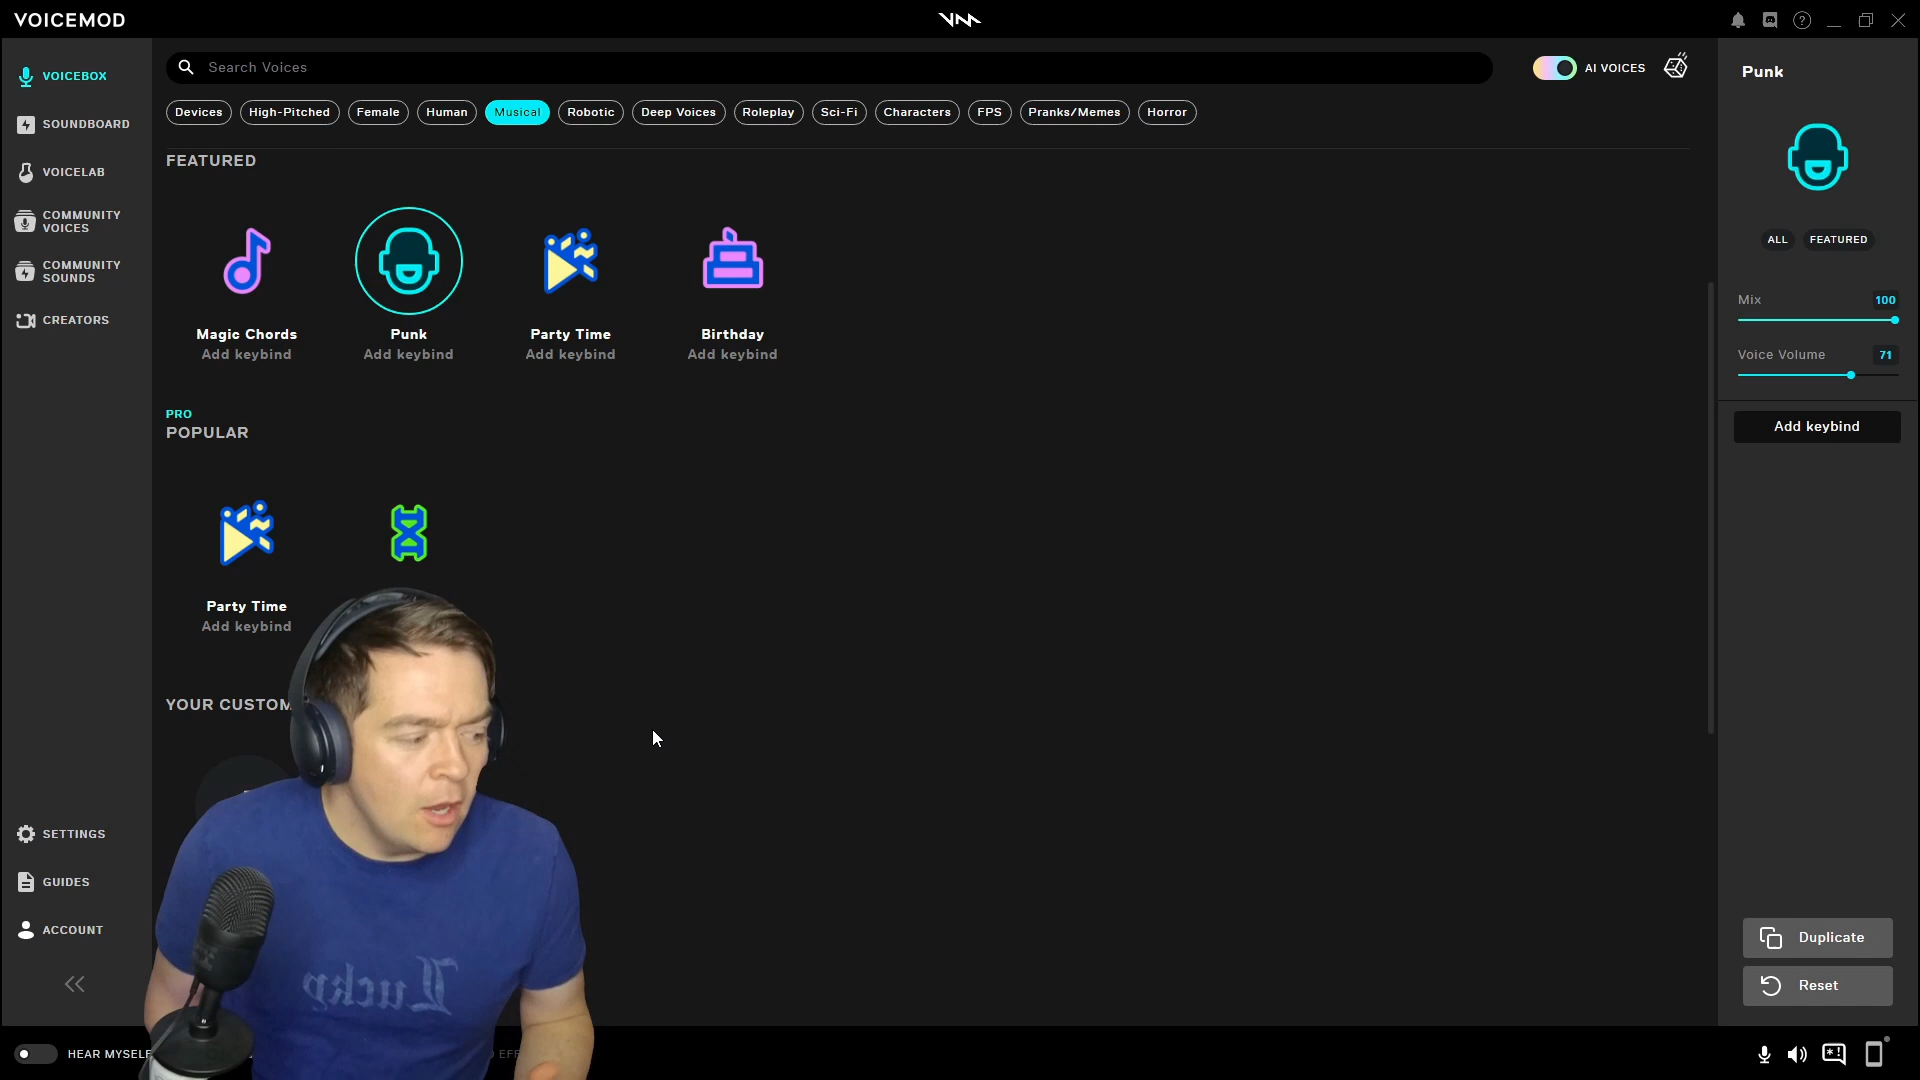 VOICEMOD
VOICEBOX
SOUNDBOARD
VOICELAB
COMMUNITY
VOICES
COMMUNITY
SOUNDS
CREATORS
SETTINGS
GUIDES
ACCOUNT
HEAR MYSELF
Search Voices
AI VOICES
Devices
High-Pitched
Female
Human
Musical
Robotic
Deep Voices
Roleplay
Sci-Fi
Characters
FPS
Pranks/Memes
Horror
FEATURED
Magic Chords
Add keybind
Punk
Add keybind
Party Time
Add keybind
Birthday
Add keybind
PRO
POPULAR
Party Time
Add keybind
YOUR CUSTOM
Lucky
Punk
ALL
FEATURED
Mix
100
Voice Volume
71
Add keybind
Duplicate
Reset